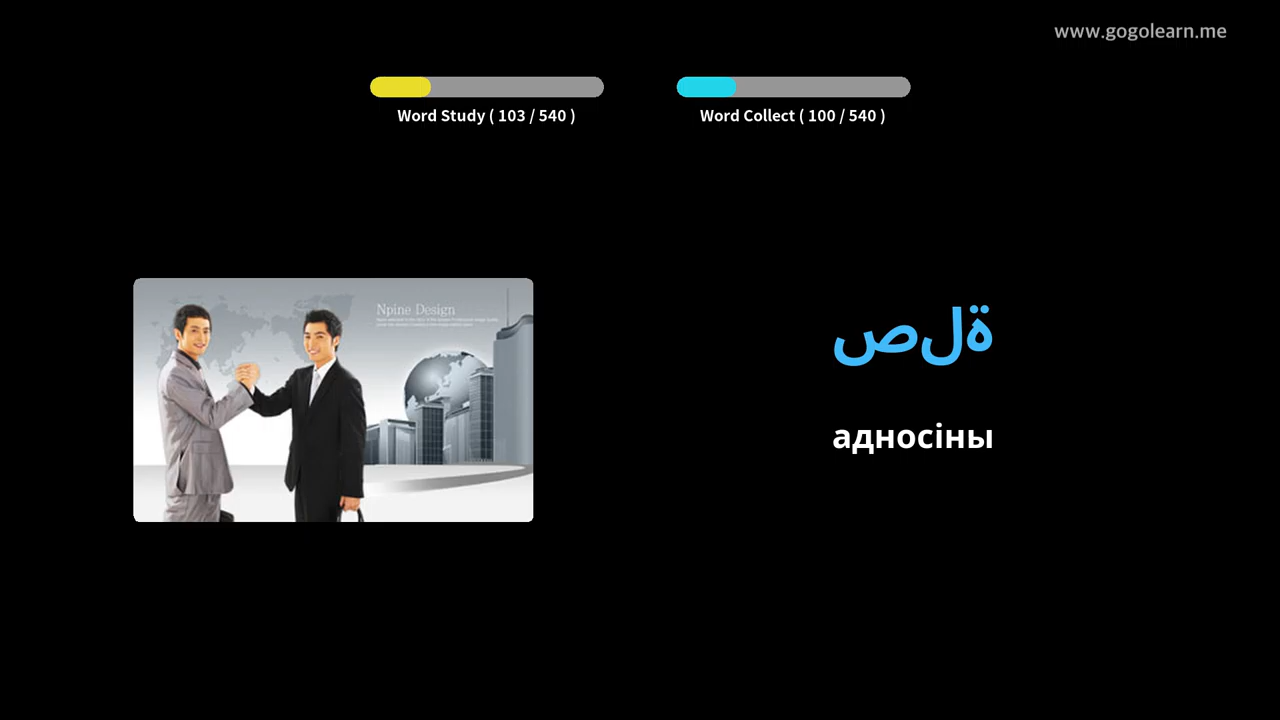 www.gogolearn.me
Word Study ( 103 / 540 )
Word Collect ( 100 / 540 )
Npine Design
صلة
адносіны